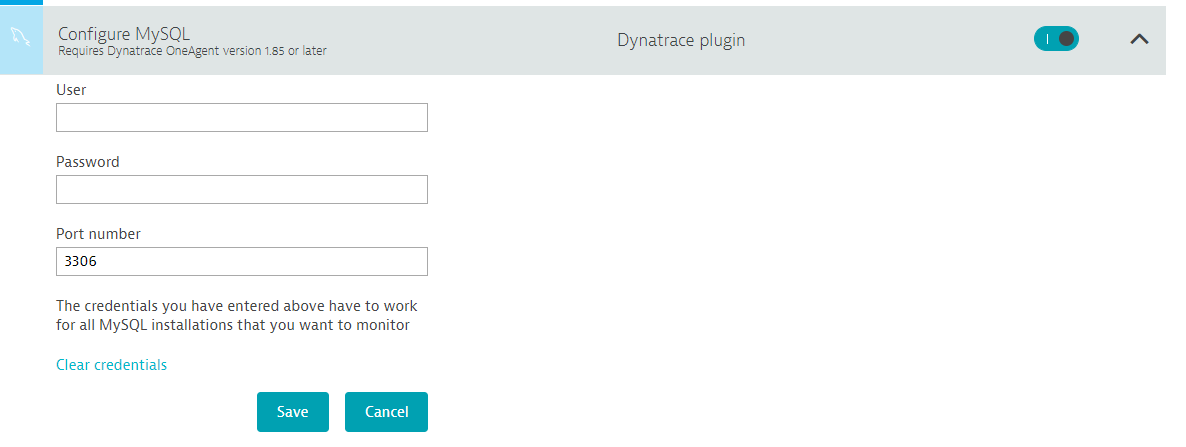 Configure MySQL
Requires Dynatrace OneAgent version 1.85 or later
Dynatrace plugin
User
Password
Port number
3306
The credentials you have entered above have to work
for all MySQL installations that you want to monitor
Clear credentials
Save
Cancel